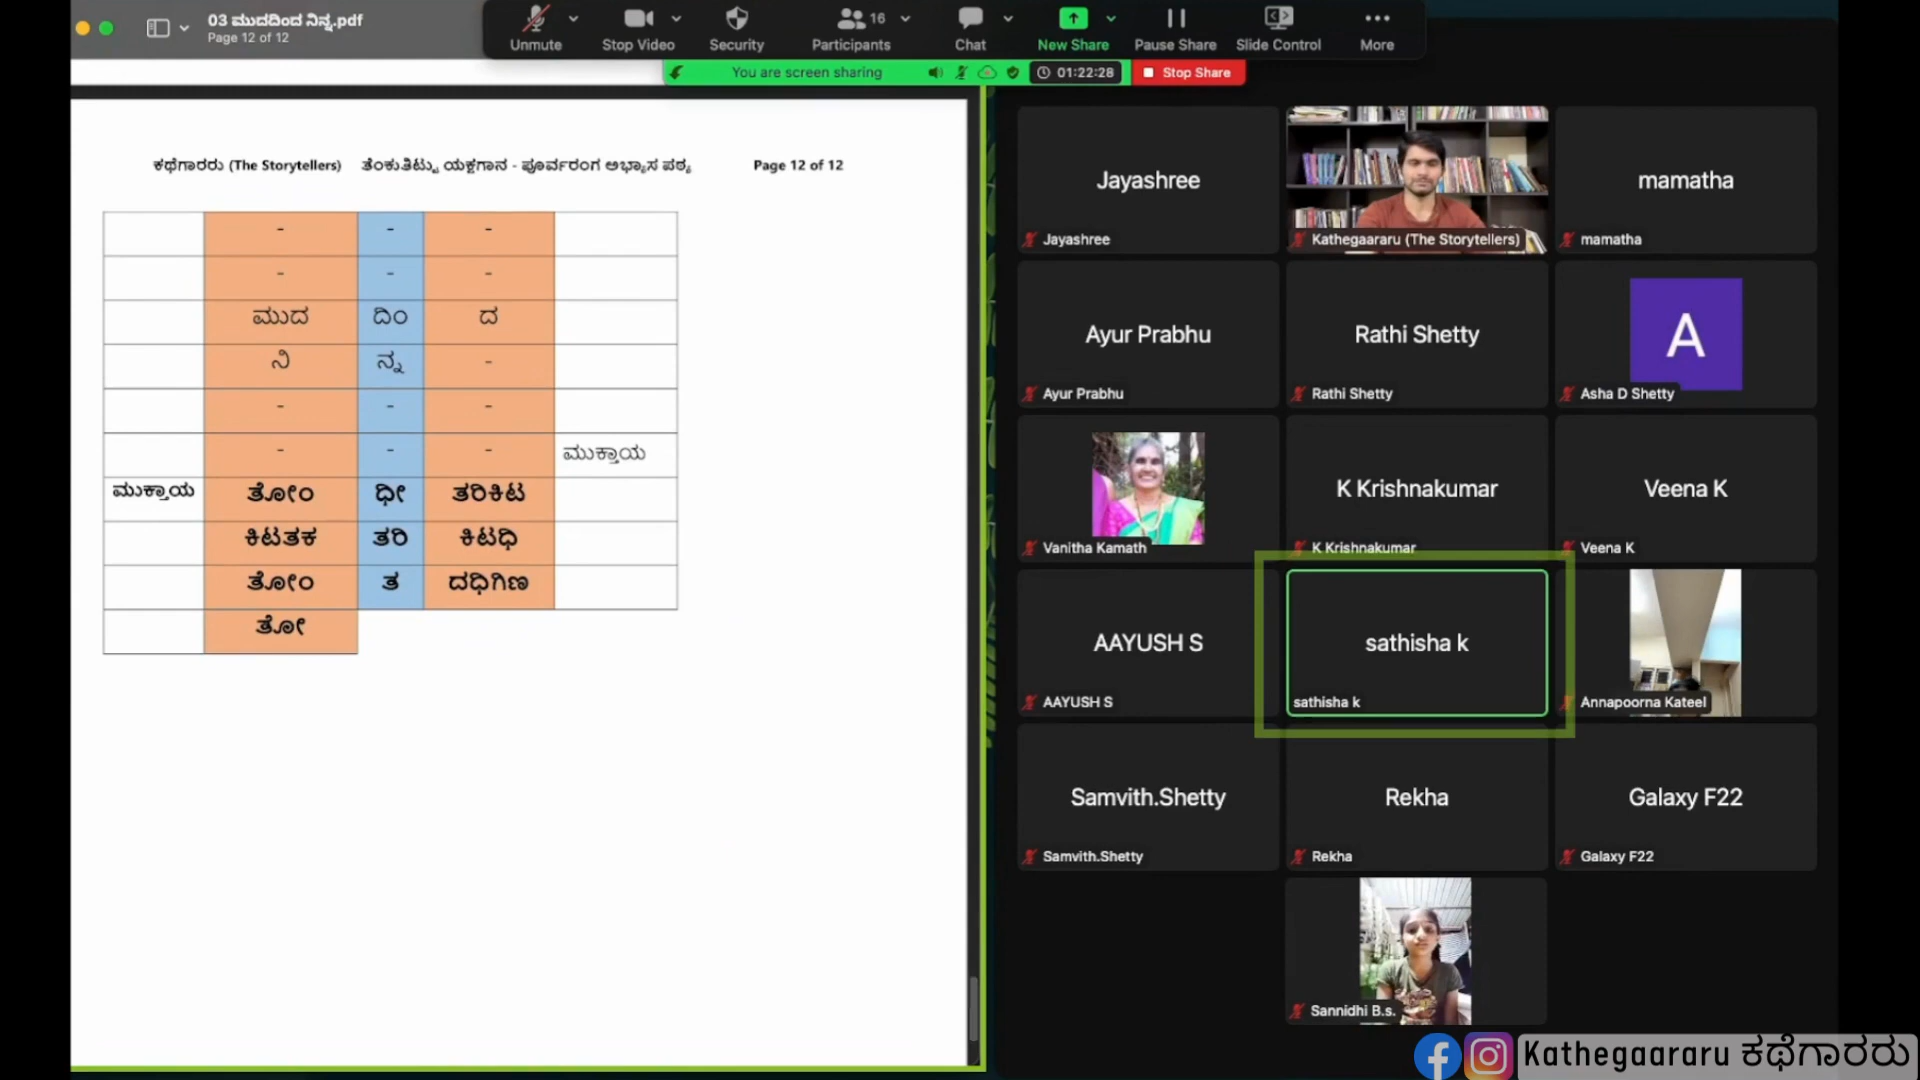 03 ಮುದದಿಂದ ನಿನ್ನ.pdf
Page 12 of 12
Unmute
Stop Video
Security
Participants
16
Chat
New Share
Pause Share
Slide Control
More
You are screen sharing
01:22:28
Stop Share
ಕಥೆಗಾರರು (The Storytellers) ತೆಂಕುತಿಟ್ಟು ಯಕ್ಷಗಾನ - ಪೂರ್ವರಂಗ ಅಭ್ಯಾಸ ಪಠ್ಯ Page 12 of 12
- - -
- - -
ಮುದ ದಿಂ ದ
ನಿ ನ್ನ -
- - -
- - - ಮುಕ್ತಾಯ
ಮುಕ್ತಾಯ ತೋಂ ಧೀ ತರಿಕಿಟ
ಕಿಟತಕ ತರಿ ಕಿಟಧಿ
ತೋಂ ತ ದಧಿಗಿಣ
ತೋ
Jayashree
Jayashree
Kathegaararu (The Storytellers)
mamatha
mamatha
Ayur Prabhu
Ayur Prabhu
Rathi Shetty
Rathi Shetty
A
Asha D Shetty
Vanitha Kamath
K Krishnakumar
K Krishnakumar
Veena K
Veena K
AAYUSH S
AAYUSH S
sathisha k
sathisha k
Annapoorna Kateel
Samvith.Shetty
Samvith.Shetty
Rekha
Rekha
Galaxy F22
Galaxy F22
Sannidhi B.s.
Kathegaararu ಕಥೆಗಾರರು